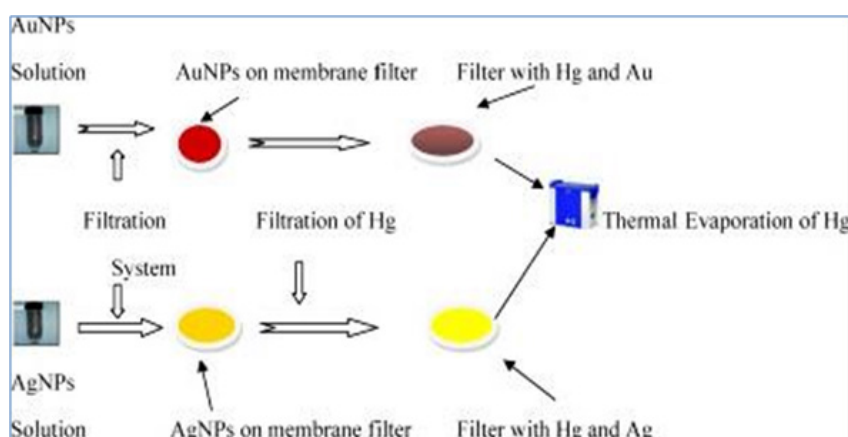 AuNPs
Solution
AuNPs on membrane filter
Filter with Hg and Au
Filtration
System
Filtration of Hg
Thermal Evaporation of Hg
AgNPs
Solution
AgNPs on membrane filter
Filter with Hg and Ag